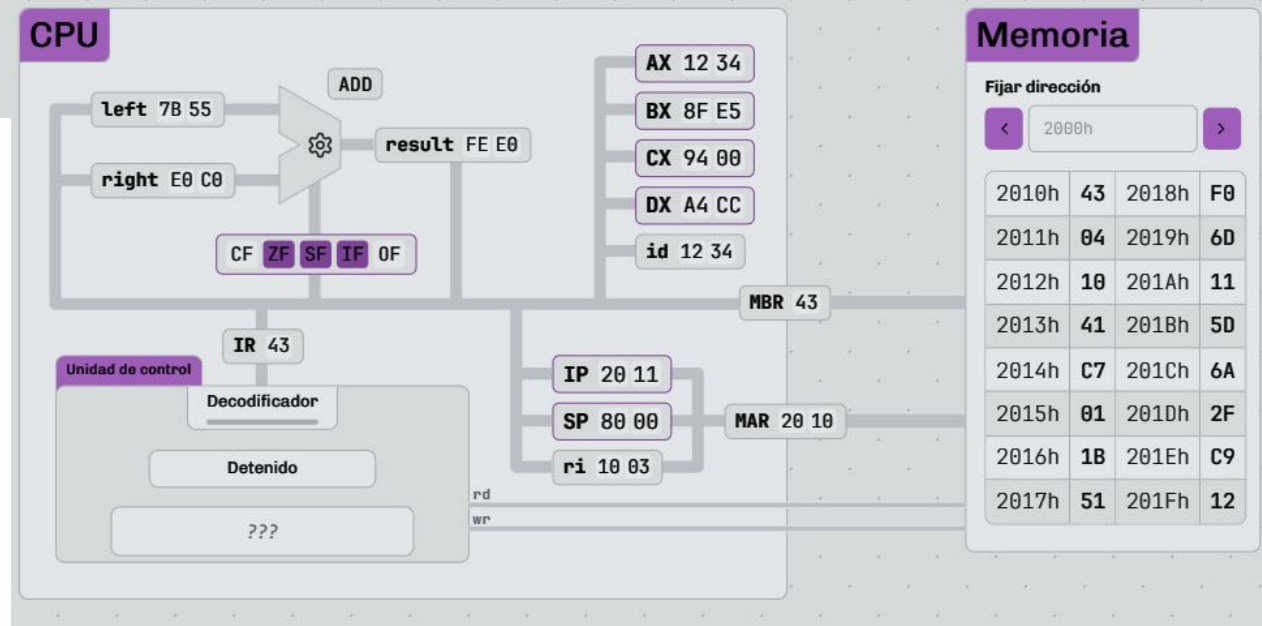 CPU
left 7B 55
right E0 C0
ADD
result FE E0
CF ZF SF IF OF
AX 12 34
BX 8F E5
CX 94 00
DX A4 CC
id 12 34
MBR 43
IR 43
Unidad de control
Decodificador
Detenido
???
IP 20 11
SP 80 00
ri 10 03
MAR 20 10
rd
wr
Memoria
Fijar dirección
< 2000h >
2010h 43 2018h F0
2011h 04 2019h 6D
2012h 10 201Ah 11
2013h 41 201Bh 5D
2014h C7 201Ch 6A
2015h 01 201Dh 2F
2016h 1B 201Eh C9
2017h 51 201Fh 12